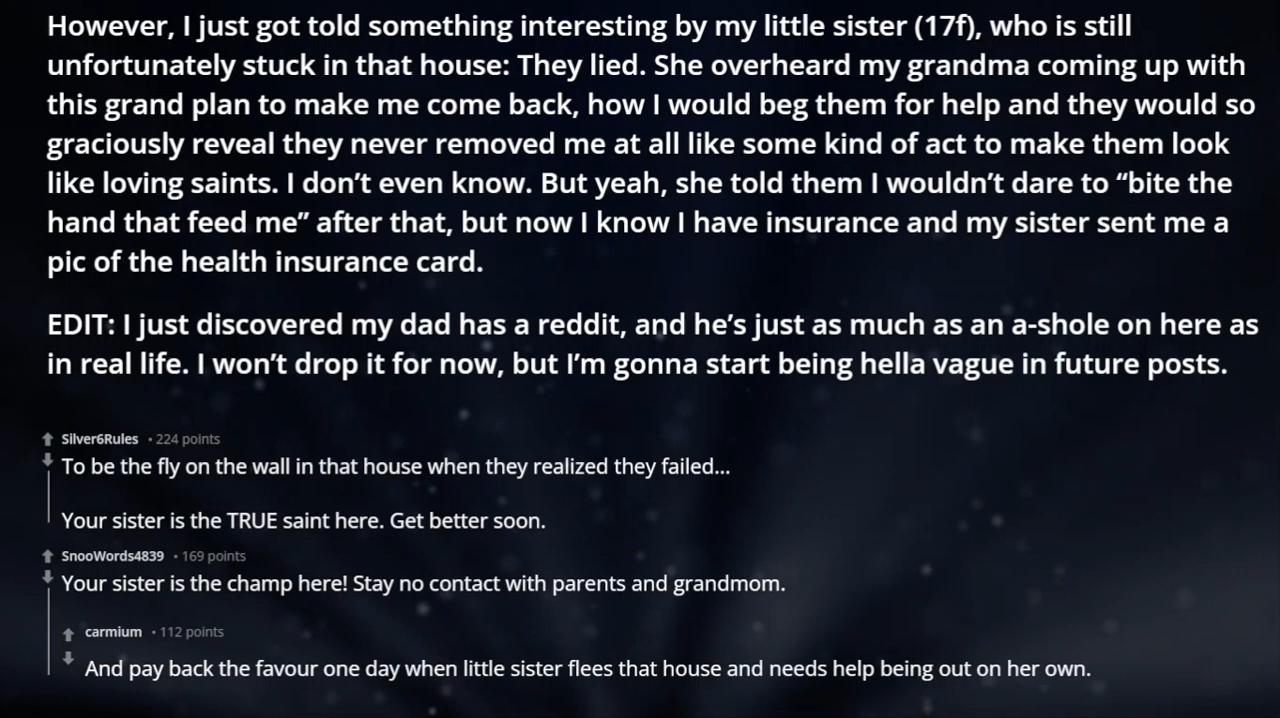 However, I just got told something interesting by my little sister (17f), who is still
unfortunately stuck in that house: They lied. She overheard my grandma coming up with
this grand plan to make me come back, how I would beg them for help and they would so
graciously reveal they never removed me at all like some kind of act to make them look
like loving saints. I don’t even know. But yeah, she told them I wouldn’t dare to “bite the
hand that feed me” after that, but now I know I have insurance and my sister sent me a
pic of the health insurance card.
EDIT: I just discovered my dad has a reddit, and he’s just as much as an a-shole on here as
in real life. I won’t drop it for now, but I’m gonna start being hella vague in future posts.
Silver6Rules • 224 points
To be the fly on the wall in that house when they realized they failed...
Your sister is the TRUE saint here. Get better soon.
SnooWords4839 • 169 points
Your sister is the champ here! Stay no contact with parents and grandmom.
carmium • 112 points
And pay back the favour one day when little sister flees that house and needs help being out on her own.